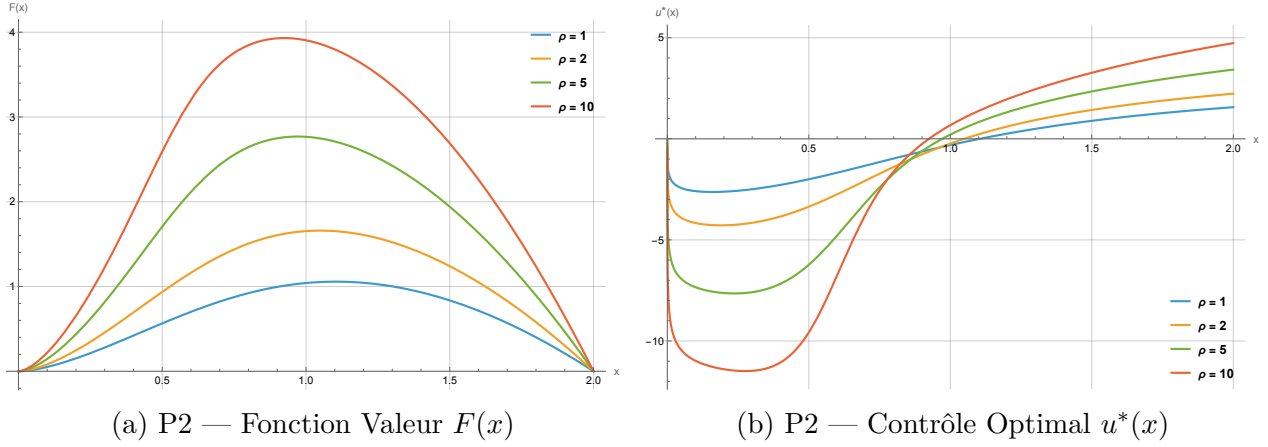 F(x)
4
3
2
1
0.5
1.0
1.5
2.0
x
ρ = 1
ρ = 2
ρ = 5
ρ = 10
(a) P2 — Fonction Valeur F(x)
u*(x)
5
-5
-10
0.5
1.0
1.5
2.0
x
ρ = 1
ρ = 2
ρ = 5
ρ = 10
(b) P2 — Contrôle Optimal u*(x)